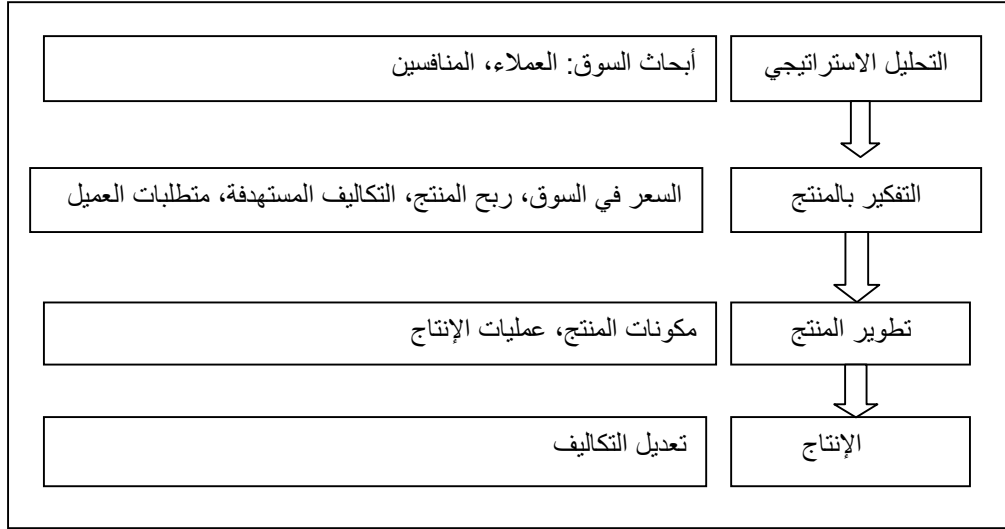 التحليل الاستراتيجي
أبحاث السوق: العملاء، المنافسين
التفكير بالمنتج
السعر في السوق، ربح المنتج، التكاليف المستهدفة، متطلبات العميل
تطوير المنتج
مكونات المنتج، عمليات الإنتاج
الإنتاج
تعديل التكاليف